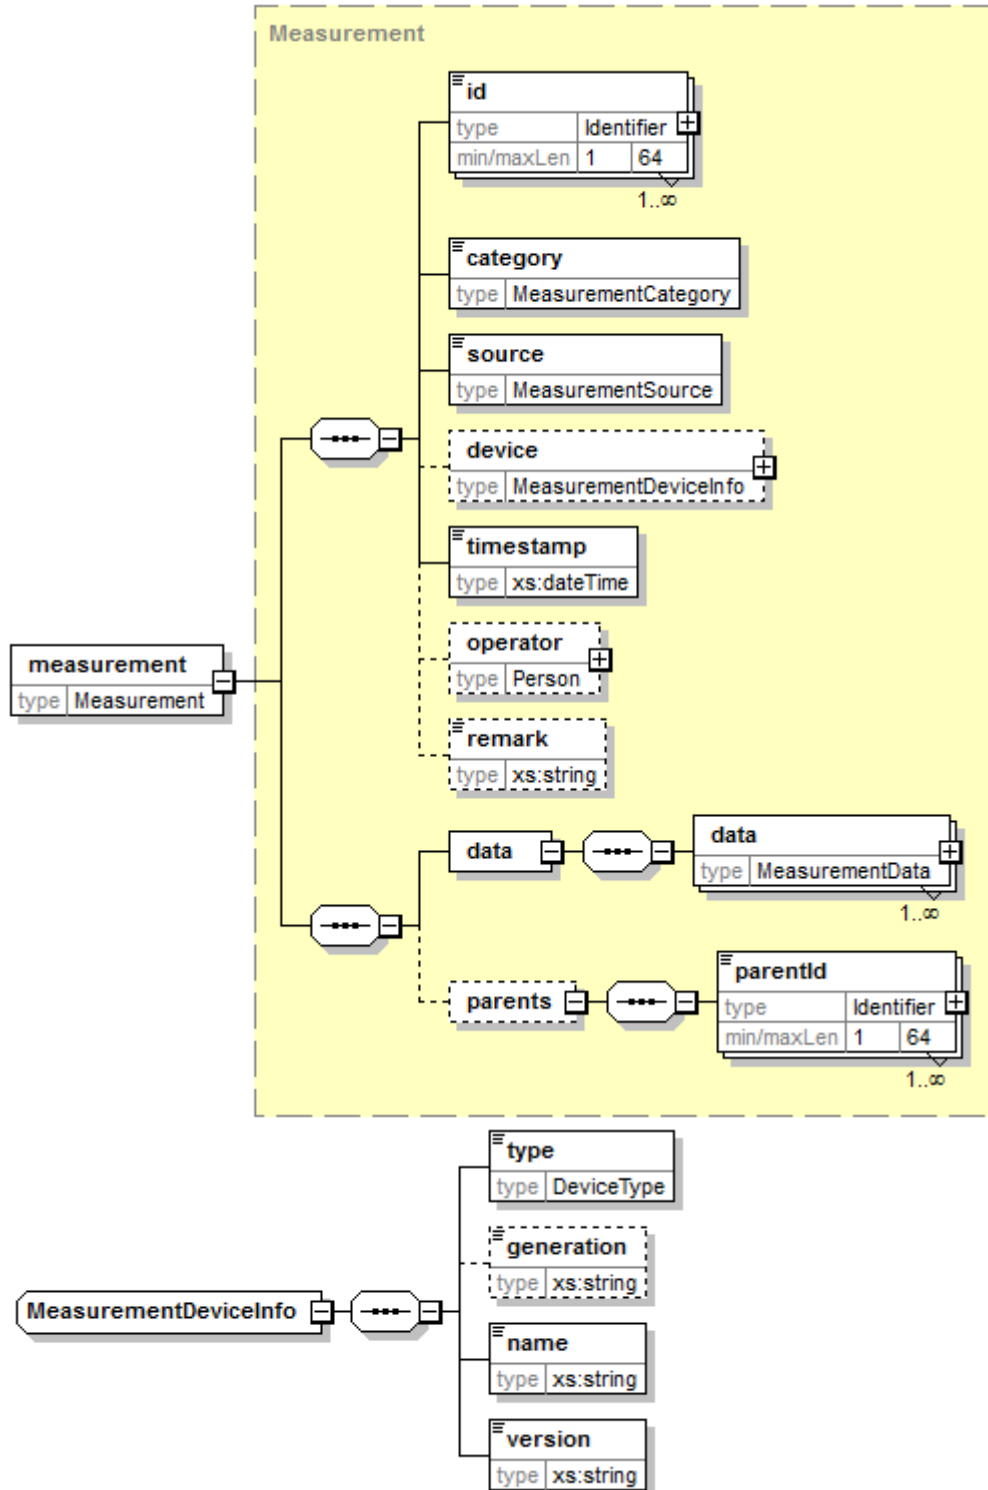 Measurement
id
type Identifier
min/maxLen 1 64
1..∞
category
type MeasurementCategory
source
type MeasurementSource
device
type MeasurementDeviceInfo
timestamp
type xs:dateTime
measurement
type Measurement
operator
type Person
remark
type xs:string
data
data
type MeasurementData
1..∞
parents
parentId
type Identifier
min/maxLen 1 64
1..∞
type
type DeviceType
generation
type xs:string
MeasurementDeviceInfo
name
type xs:string
version
type xs:string